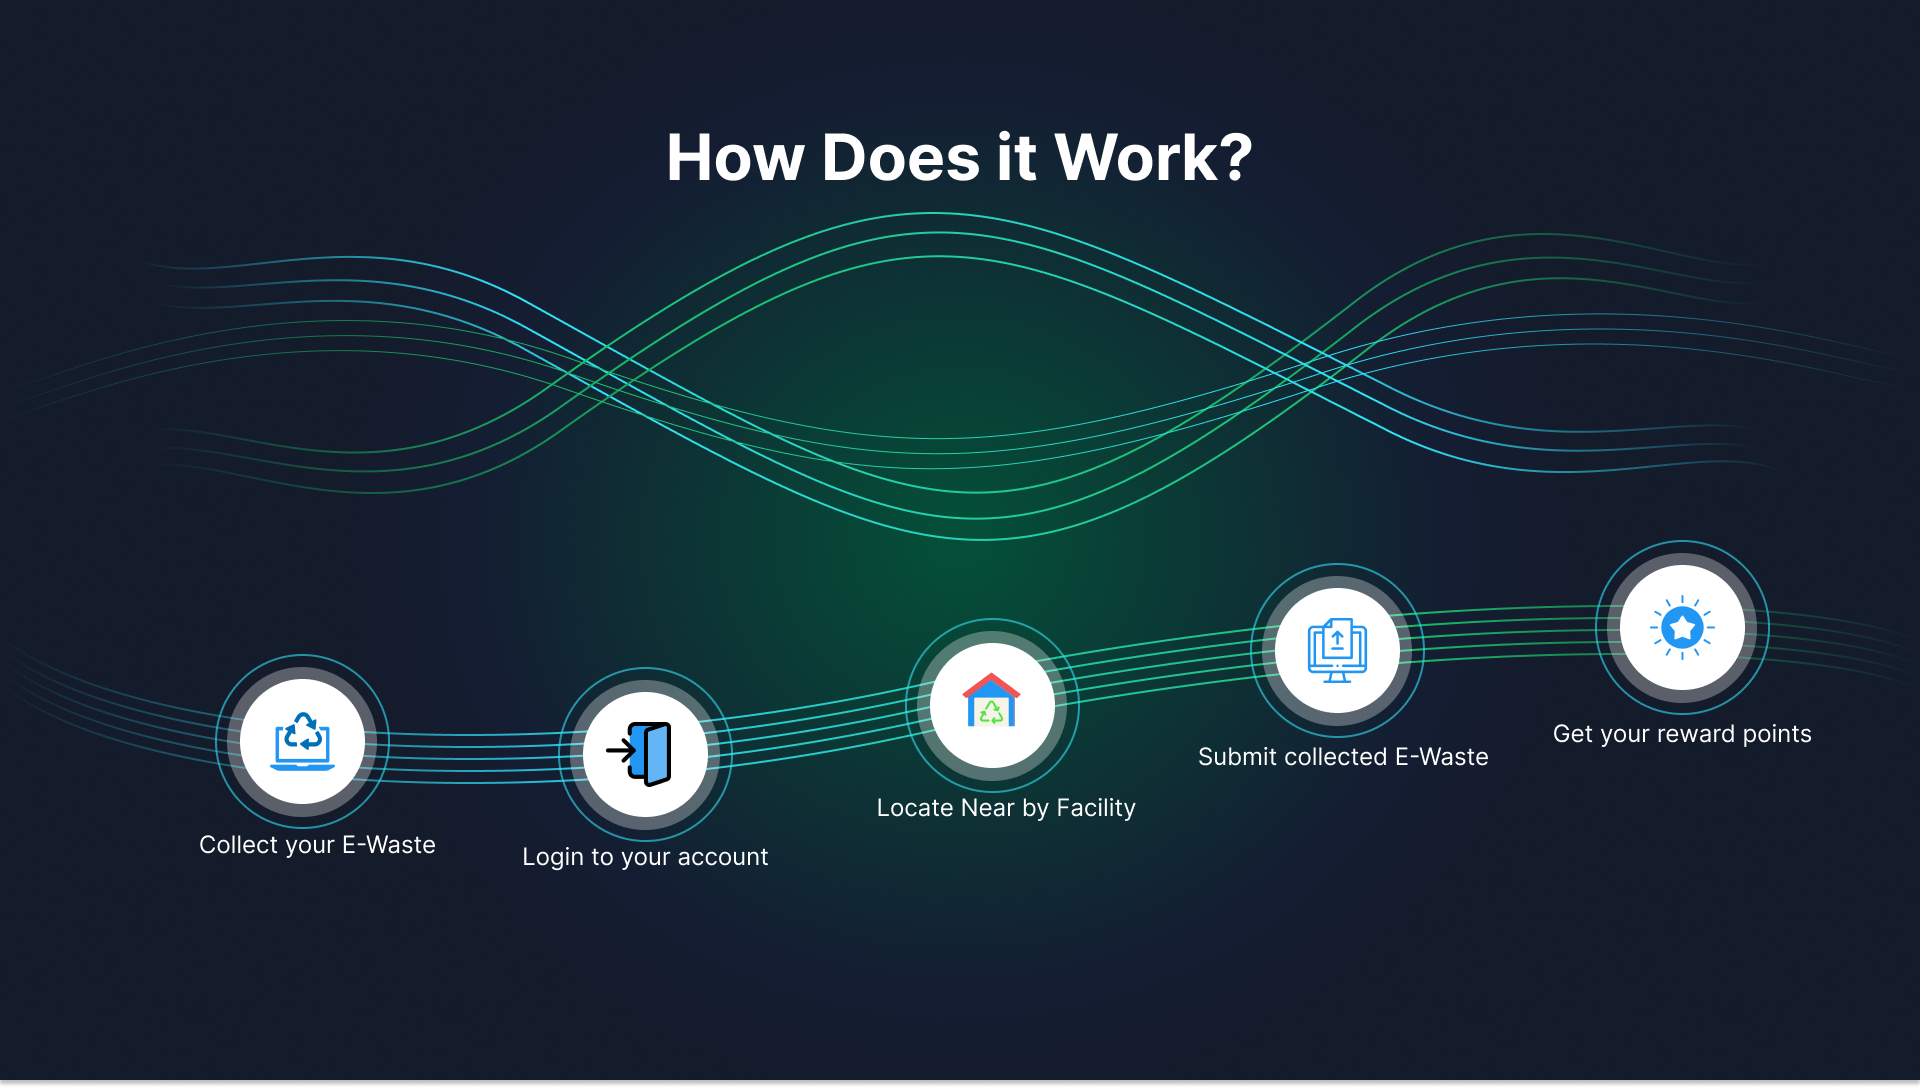 How Does it Work?
Collect your E-Waste
Login to your account
Locate Near by Facility
Submit collected E-Waste
Get your reward points